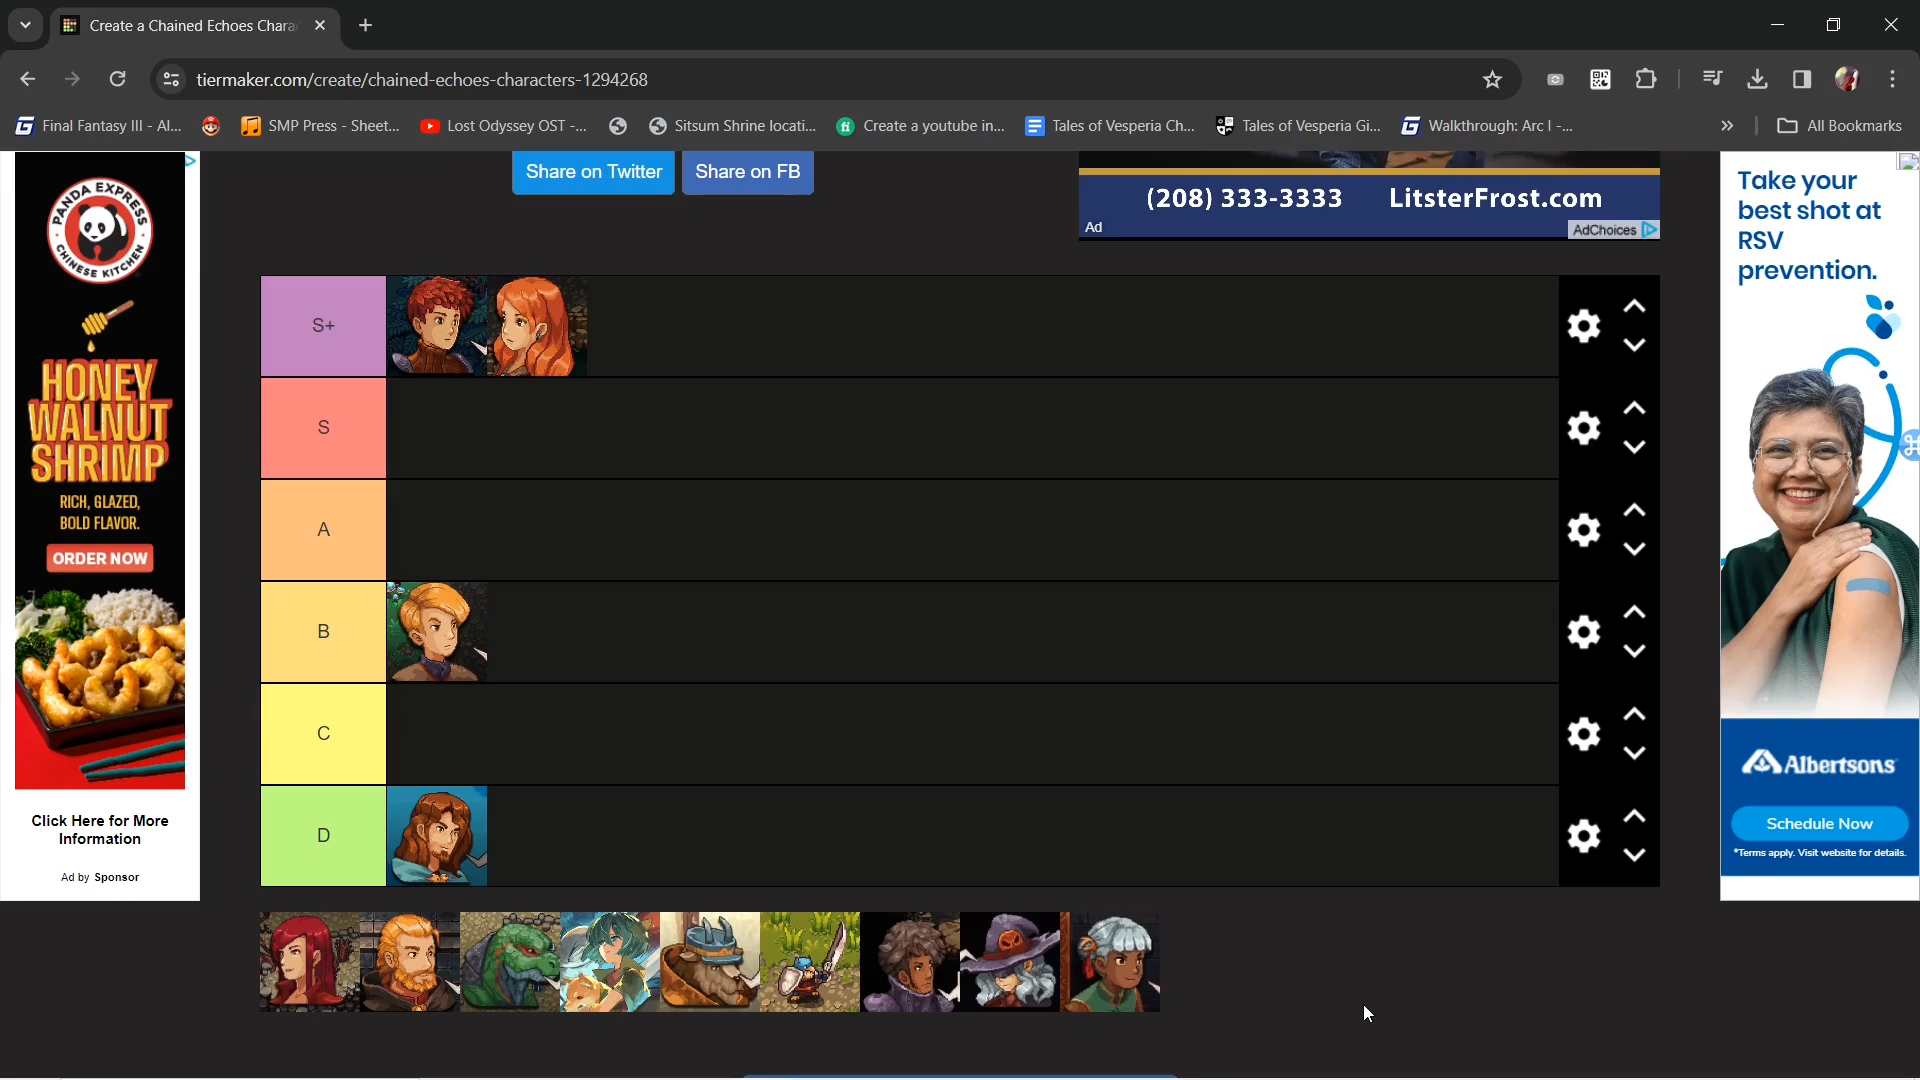 Create a Chained Echoes Chara
tiermaker.com/create/chained-echoes-characters-1294268
Final Fantasy III - Al...
SMP Press - Sheet...
Lost Odyssey OST -...
Sitsum Shrine locati...
Create a youtube in...
Tales of Vesperia Ch...
Tales of Vesperia Gi...
Walkthrough: Arc I -...
All Bookmarks
PANDA EXPRESS
CHINESE KITCHEN
HONEY
WALNUT
SHRIMP
RICH, GLAZED,
BOLD FLAVOR.
ORDER NOW
Click Here for More
Information
Ad by Sponsor
Share on Twitter
Share on FB
(208) 333-3333 LitsterFrost.com
Ad
AdChoices
S+
S
A
B
C
D
Take your
best shot at
RSV
prevention.
Albertsons
Schedule Now
*Terms apply. Visit website for details.